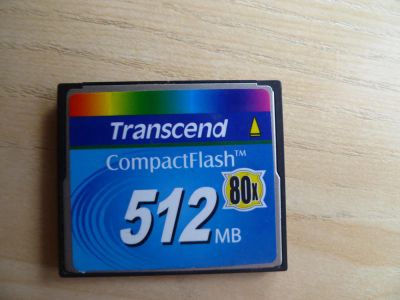 Transcend
CompactFlash™
80x
512 MB